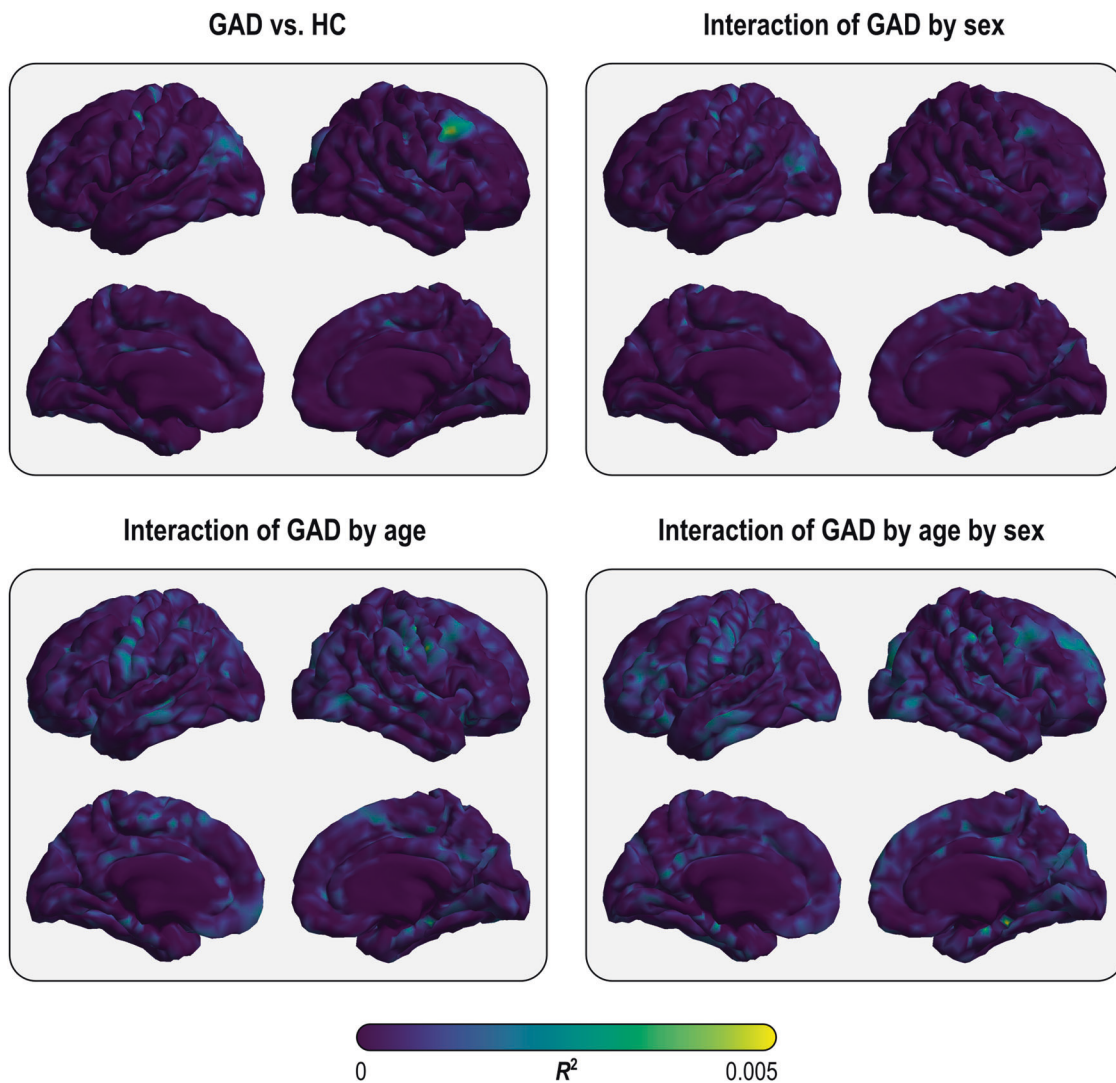 GAD vs. HC
Interaction of GAD by sex
Interaction of GAD by age
Interaction of GAD by age by sex
0 R² 0.005